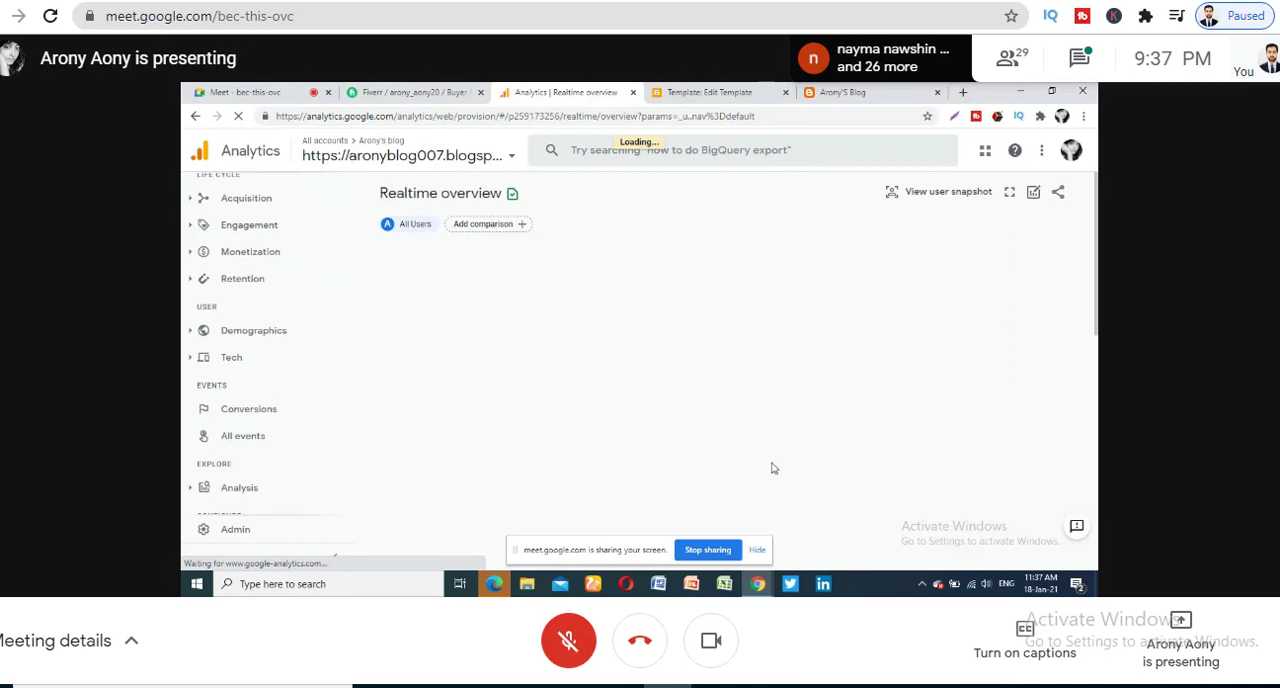 meet.google.com/bec-this-ovc
Paused
Arony Aony is presenting
n
nayma nawshin ...
and 26 more
29
9:37 PM
You
Meet - bec-this-ovc
Fiverr / arony_aony20 / Buyer
Analytics | Realtime overview
Template: Edit Template
Arony'S Blog
https://analytics.google.com/analytics/web/provision/#/p259173256/realtime/overview?params=_u..nav%3Ddefault
Analytics
All accounts > Arony's blog
https://aronyblog007.blogsp...
Loading...
Try searching "how to do BigQuery export"
LIFE CYCLE
Acquisition
Engagement
Monetization
Retention
USER
Demographics
Tech
EVENTS
Conversions
All events
EXPLORE
Analysis
Admin
Realtime overview
View user snapshot
A All Users
Add comparison +
Activate Windows
Go to Settings to activate Windows.
meet.google.com is sharing your screen.
Stop sharing
Hide
Waiting for www.google-analytics.com...
Type here to search
ENG
11:37 AM
18-Jan-21
Meeting details
Turn on captions
Arony Aony
is presenting
Activate Windows
Go to Settings to activate Windows.